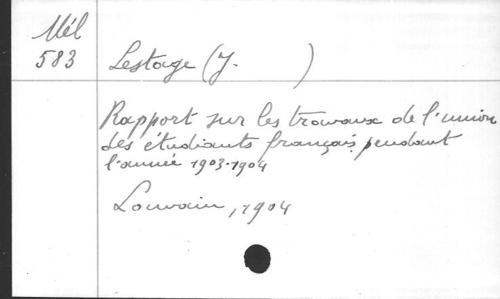 Mél
583
Lestage (J. )
Rapport sur les travaux de l'union
des étudiants français pendant
l'année 1903-1904
Louvain, 1904